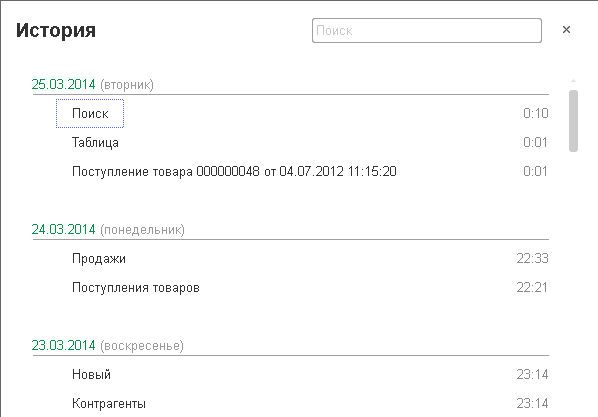 История
Поиск
×
25.03.2014 (вторник)
Поиск 0:10
Таблица 0:01
Поступление товара 000000048 от 04.07.2012 11:15:20 0:01
24.03.2014 (понедельник)
Продажи 22:33
Поступления товаров 22:21
23.03.2014 (воскресенье)
Новый 23:14
Контрагенты 23:14